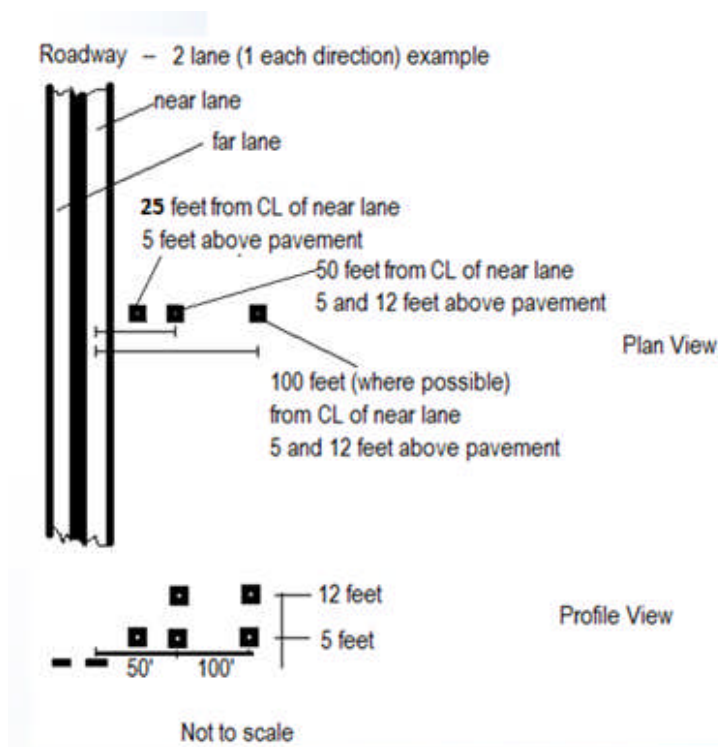 Roadway – 2 lane (1 each direction) example
near lane
far lane
25 feet from CL of near lane
5 feet above pavement
50 feet from CL of near lane
5 and 12 feet above pavement
Plan View
100 feet (where possible)
from CL of near lane
5 and 12 feet above pavement
12 feet
Profile View
5 feet
50' 100'
Not to scale